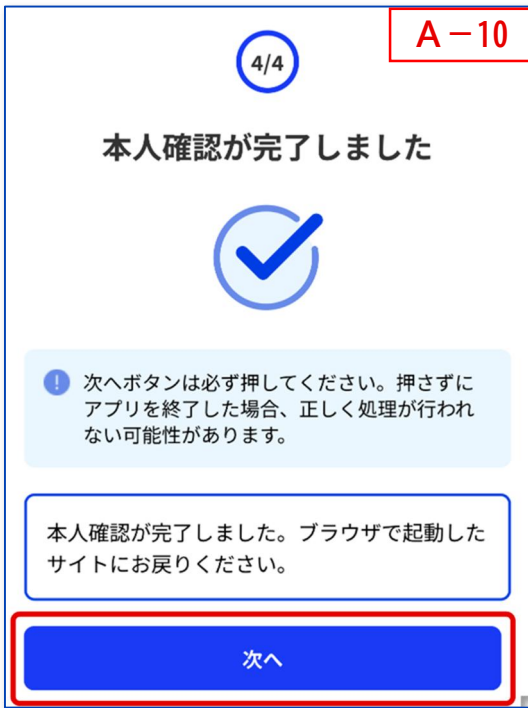 A－10
4/4
本人確認が完了しました
! 次へボタンは必ず押してください。押さずに
アプリを終了した場合、正しく処理が行われ
ない可能性があります。
本人確認が完了しました。ブラウザで起動した
サイトにお戻りください。
次へ